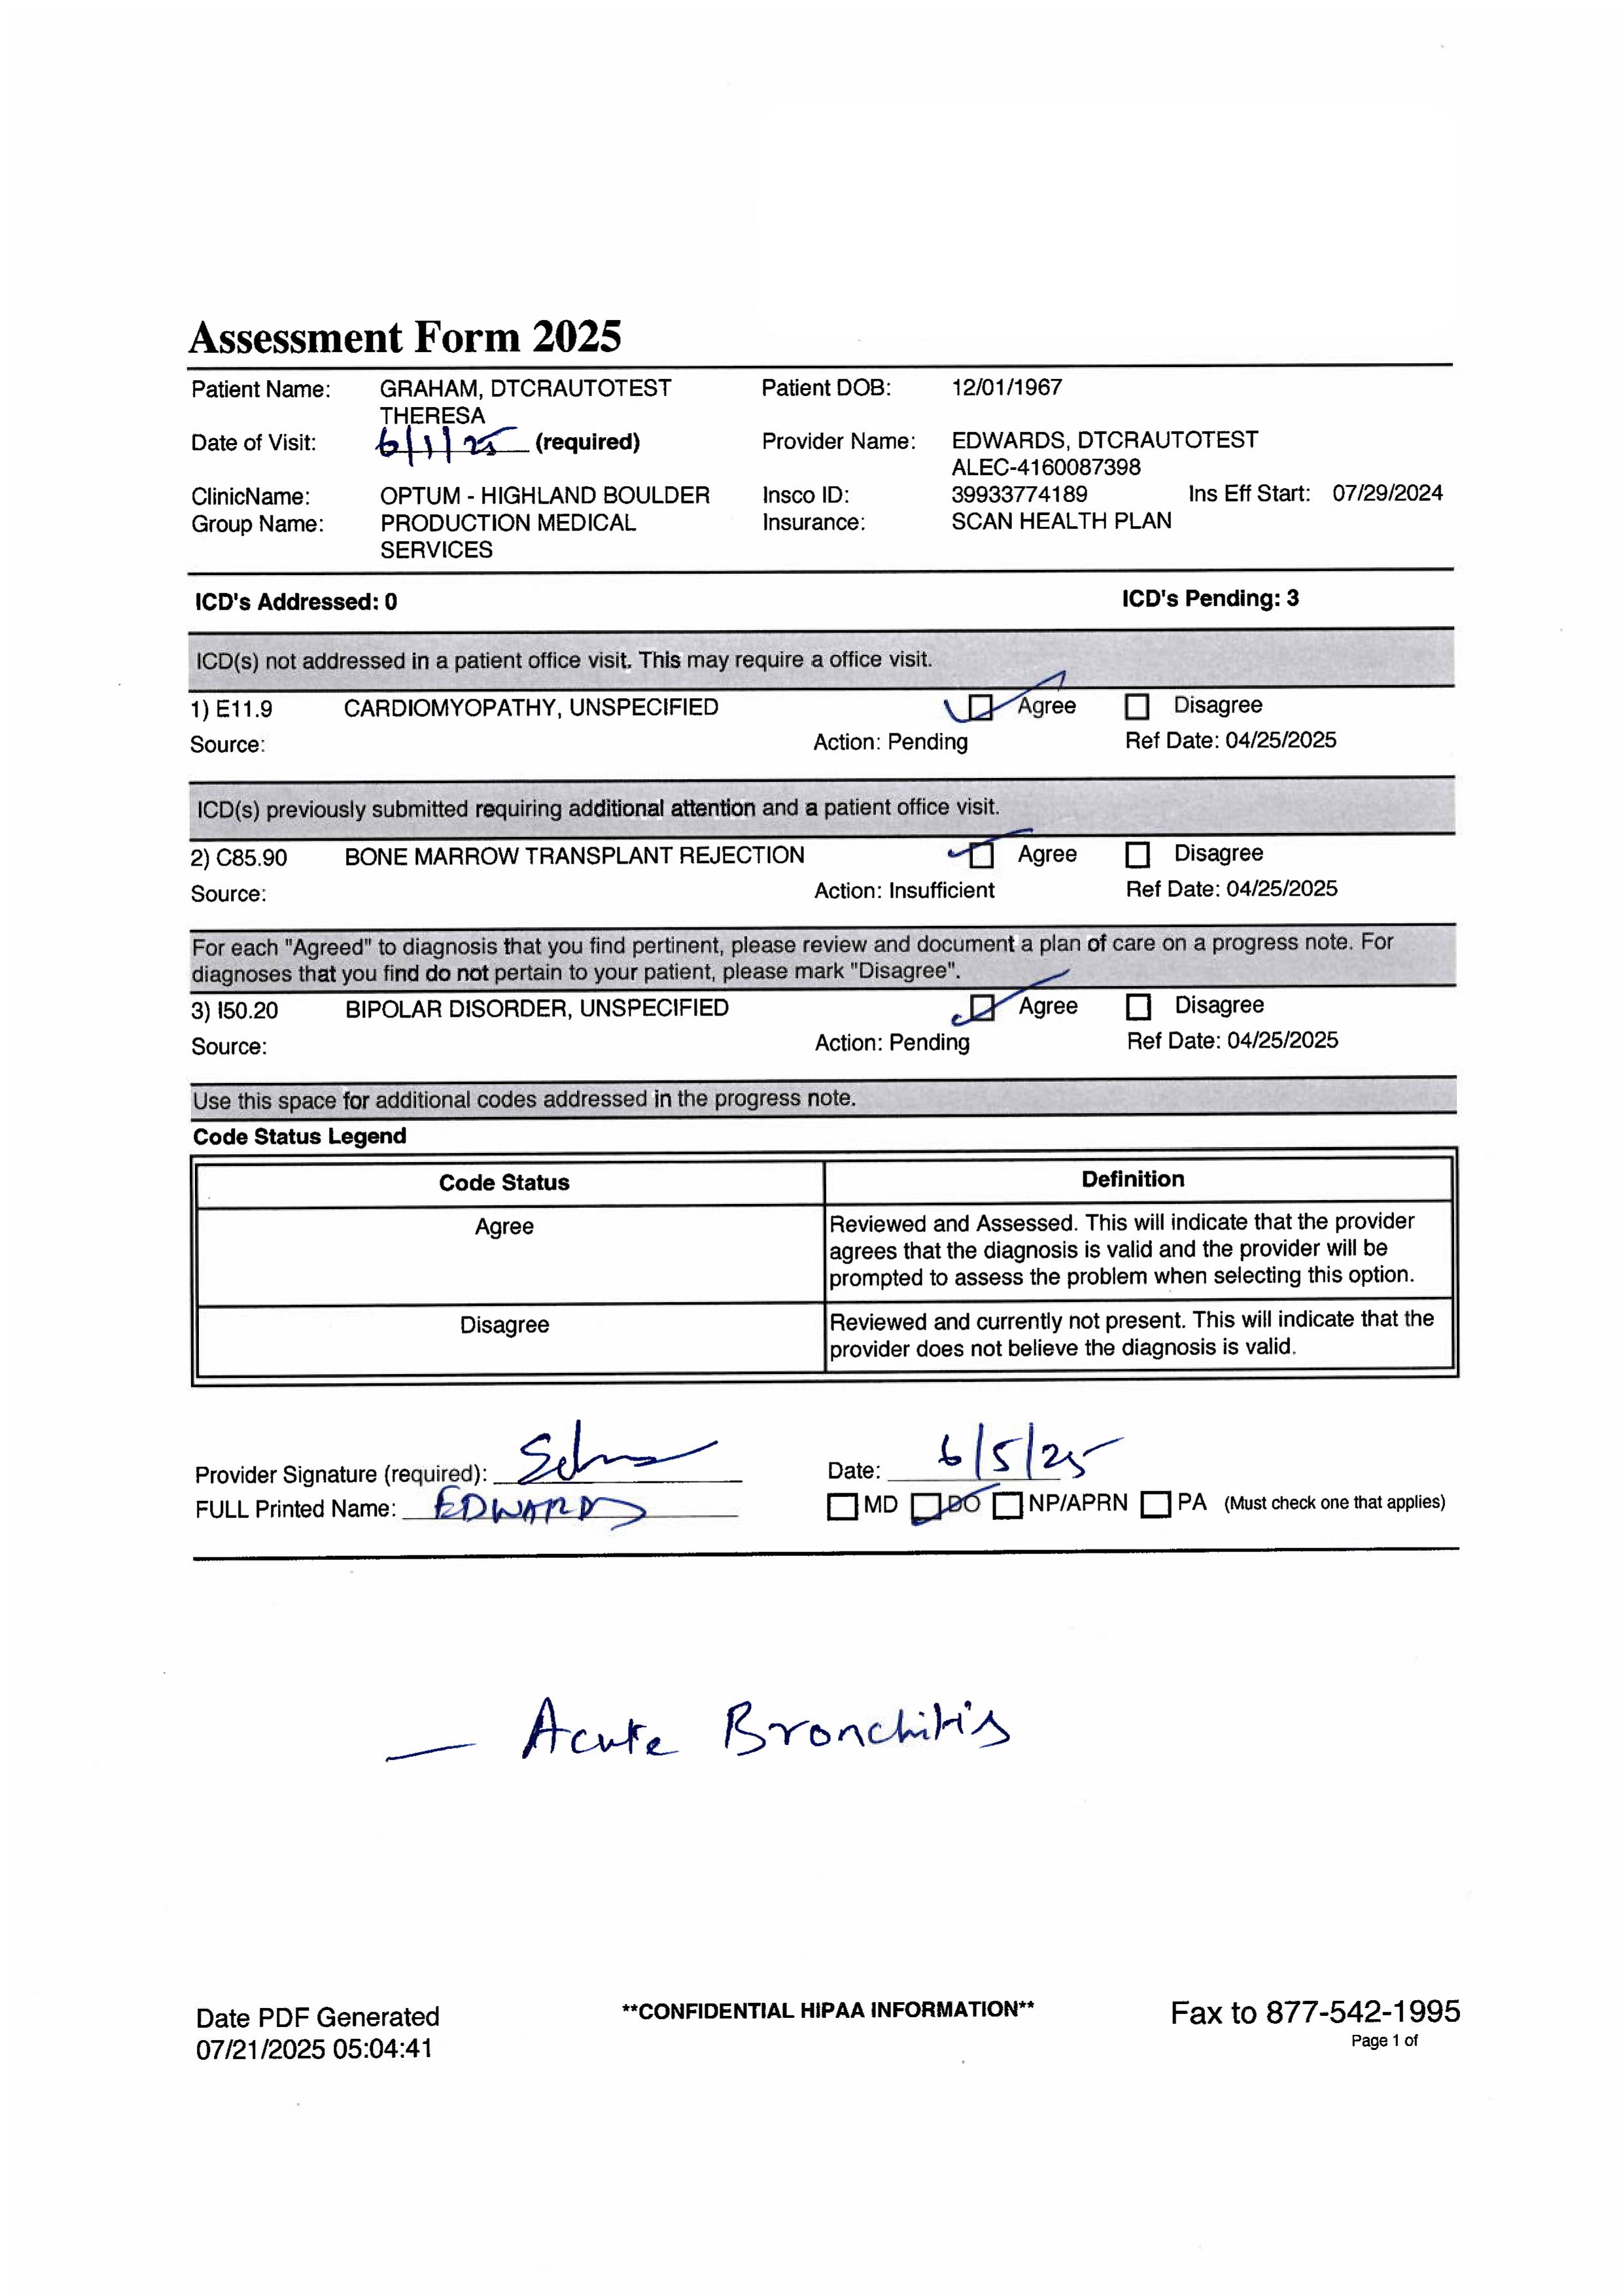 Assessment Form 2025
Patient Name: GRAHAM, DTCRAUTOTEST THERESA Patient DOB: 12/01/1967
Date of Visit: 6/1/25 (required) Provider Name: EDWARDS, DTCRAUTOTEST ALEC-4160087398
ClinicName: OPTUM - HIGHLAND BOULDER Insco ID: 39933774189 Ins Eff Start: 07/29/2024
Group Name: PRODUCTION MEDICAL SERVICES Insurance: SCAN HEALTH PLAN
ICD's Addressed: 0 ICD's Pending: 3
ICD(s) not addressed in a patient office visit. This may require a office visit.
1) E11.9 CARDIOMYOPATHY, UNSPECIFIED Agree Disagree
Source: Action: Pending Ref Date: 04/25/2025
ICD(s) previously submitted requiring additional attention and a patient office visit.
2) C85.90 BONE MARROW TRANSPLANT REJECTION Agree Disagree
Source: Action: Insufficient Ref Date: 04/25/2025
For each "Agreed" to diagnosis that you find pertinent, please review and document a plan of care on a progress note. For
diagnoses that you find do not pertain to your patient, please mark "Disagree".
3) I50.20 BIPOLAR DISORDER, UNSPECIFIED Agree Disagree
Source: Action: Pending Ref Date: 04/25/2025
Use this space for additional codes addressed in the progress note.
Code Status Legend
Code Status Definition
Agree Reviewed and Assessed. This will indicate that the provider
agrees that the diagnosis is valid and the provider will be
prompted to assess the problem when selecting this option.
Disagree Reviewed and currently not present. This will indicate that the
provider does not believe the diagnosis is valid.
Provider Signature (required): Date: 6/5/25
FULL Printed Name: EDWARDS MD DO NP/APRN PA (Must check one that applies)
— Acute Bronchitis
Date PDF Generated **CONFIDENTIAL HIPAA INFORMATION** Fax to 877-542-1995
07/21/2025 05:04:41 Page 1 of